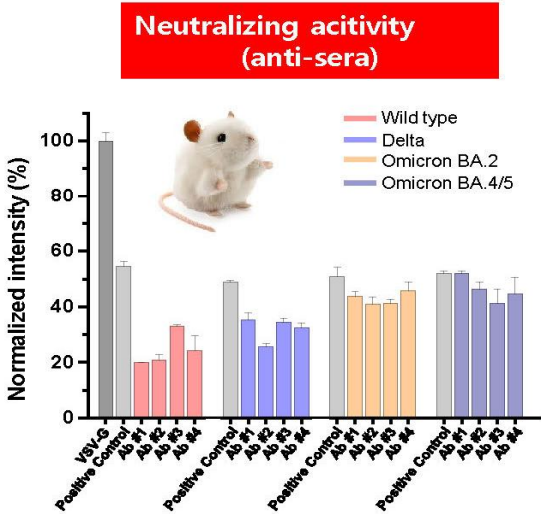 Neutralizing acitivity
(anti-sera)
Wild type
Delta
Omicron BA.2
Omicron BA.4/5
Normalized intensity (%)
100
80
60
40
20
0
VSV-G
Positive Control
Ab #1
Ab #2
Ab #3
Ab #4
Positive Control
Ab #1
Ab #2
Ab #3
Ab #4
Positive Control
Ab #1
Ab #2
Ab #3
Ab #4
Positive Control
Ab #1
Ab #2
Ab #3
Ab #4